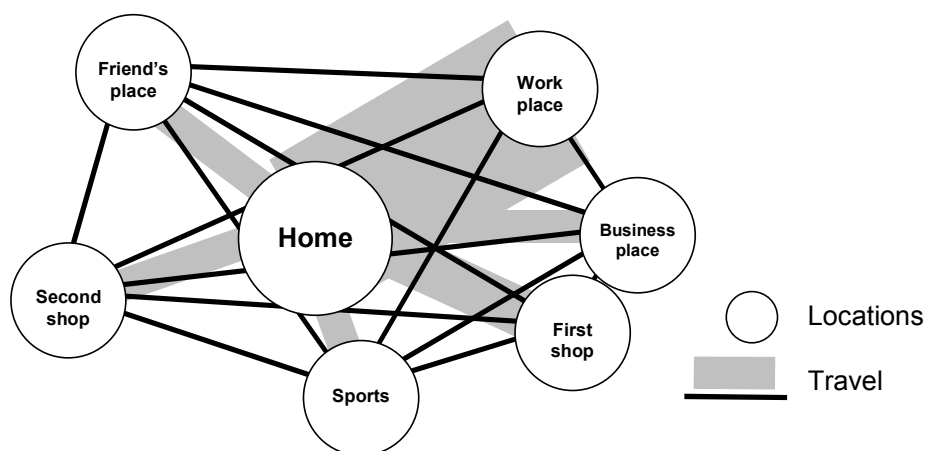 Friend's
place
Work
place
Home
Business
place
Second
shop
First
shop
Sports
Locations
Travel